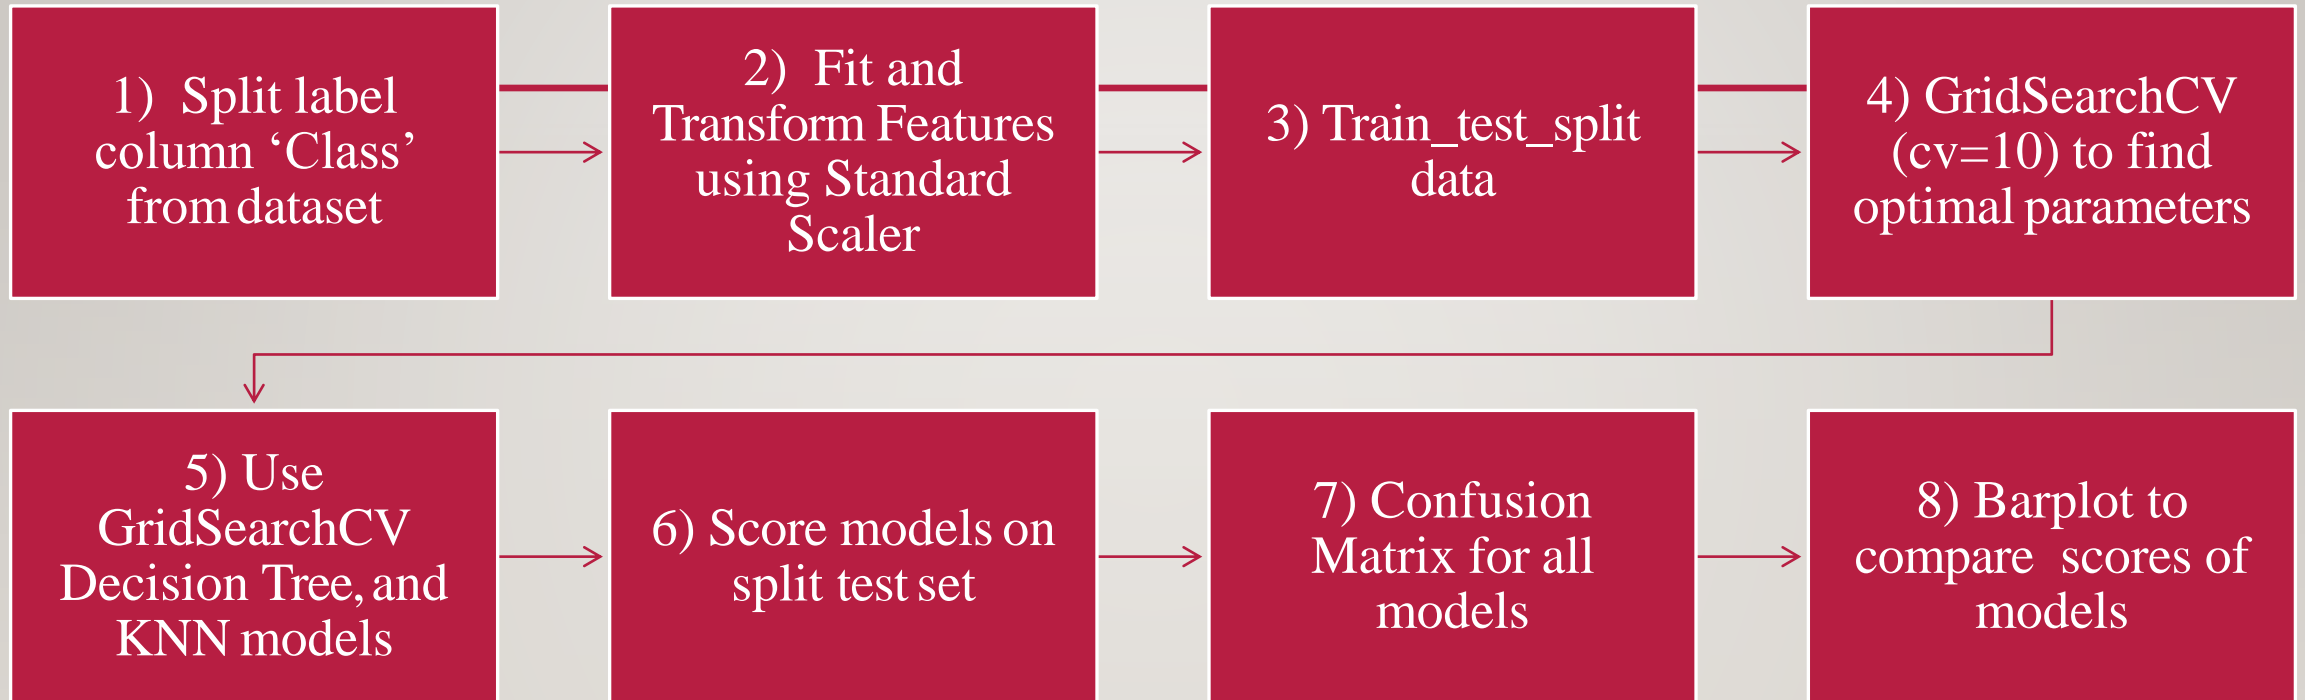 1) Split label
column ‘Class’
from dataset
2) Fit and
Transform Features
using Standard
Scaler
3) Train_test_split
data
4) GridSearchCV
(cv=10) to find
optimal parameters
5) Use
GridSearchCV
Decision Tree, and
KNN models
6) Score models on
split test set
7) Confusion
Matrix for all
models
8) Barplot to
compare scores of
models